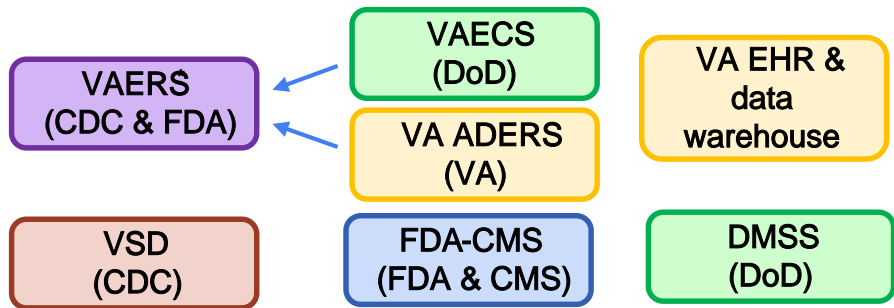 VAERS
(CDC & FDA)
VAECS
(DoD)
VA ADERS
(VA)
VA EHR &
data
warehouse
VSD
(CDC)
FDA-CMS
(FDA & CMS)
DMSS
(DoD)